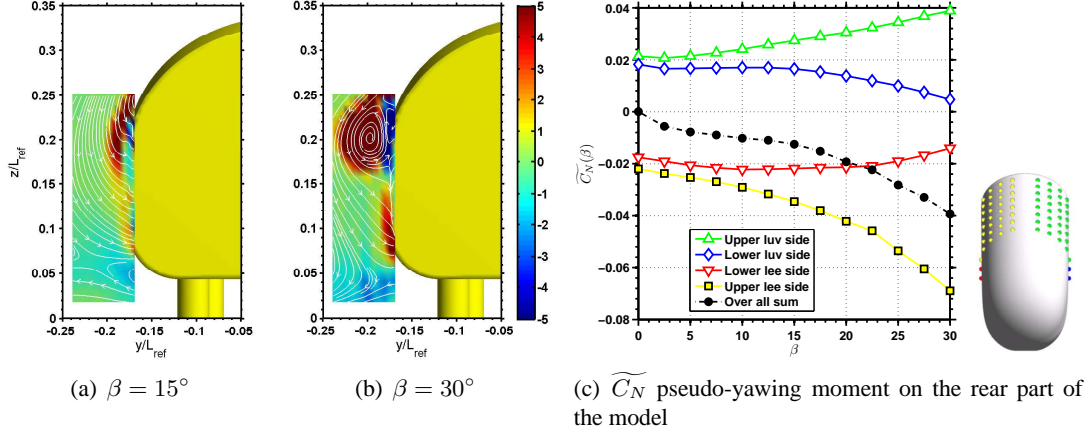 0.35
0.3
0.25
0.2
0.15
0.1
0.05
0
z/L_ref
-0.25 -0.2 -0.15 -0.1 -0.05
y/L_ref
0.35
0.3
0.25
0.2
0.15
0.1
0.05
0
-0.25 -0.2 -0.15 -0.1 -0.05
y/L_ref
5
4
3
2
1
0
-1
-2
-3
-4
-5
0.04
0.02
0
−0.02
−0.04
−0.06
−0.08
C̃_N(β)
0 5 10 15 20 25 30
β
Upper luv side
Lower luv side
Lower lee side
Upper lee side
Over all sum
(a) β = 15°
(b) β = 30°
(c) C̃_N pseudo-yawing moment on the rear part of
the model